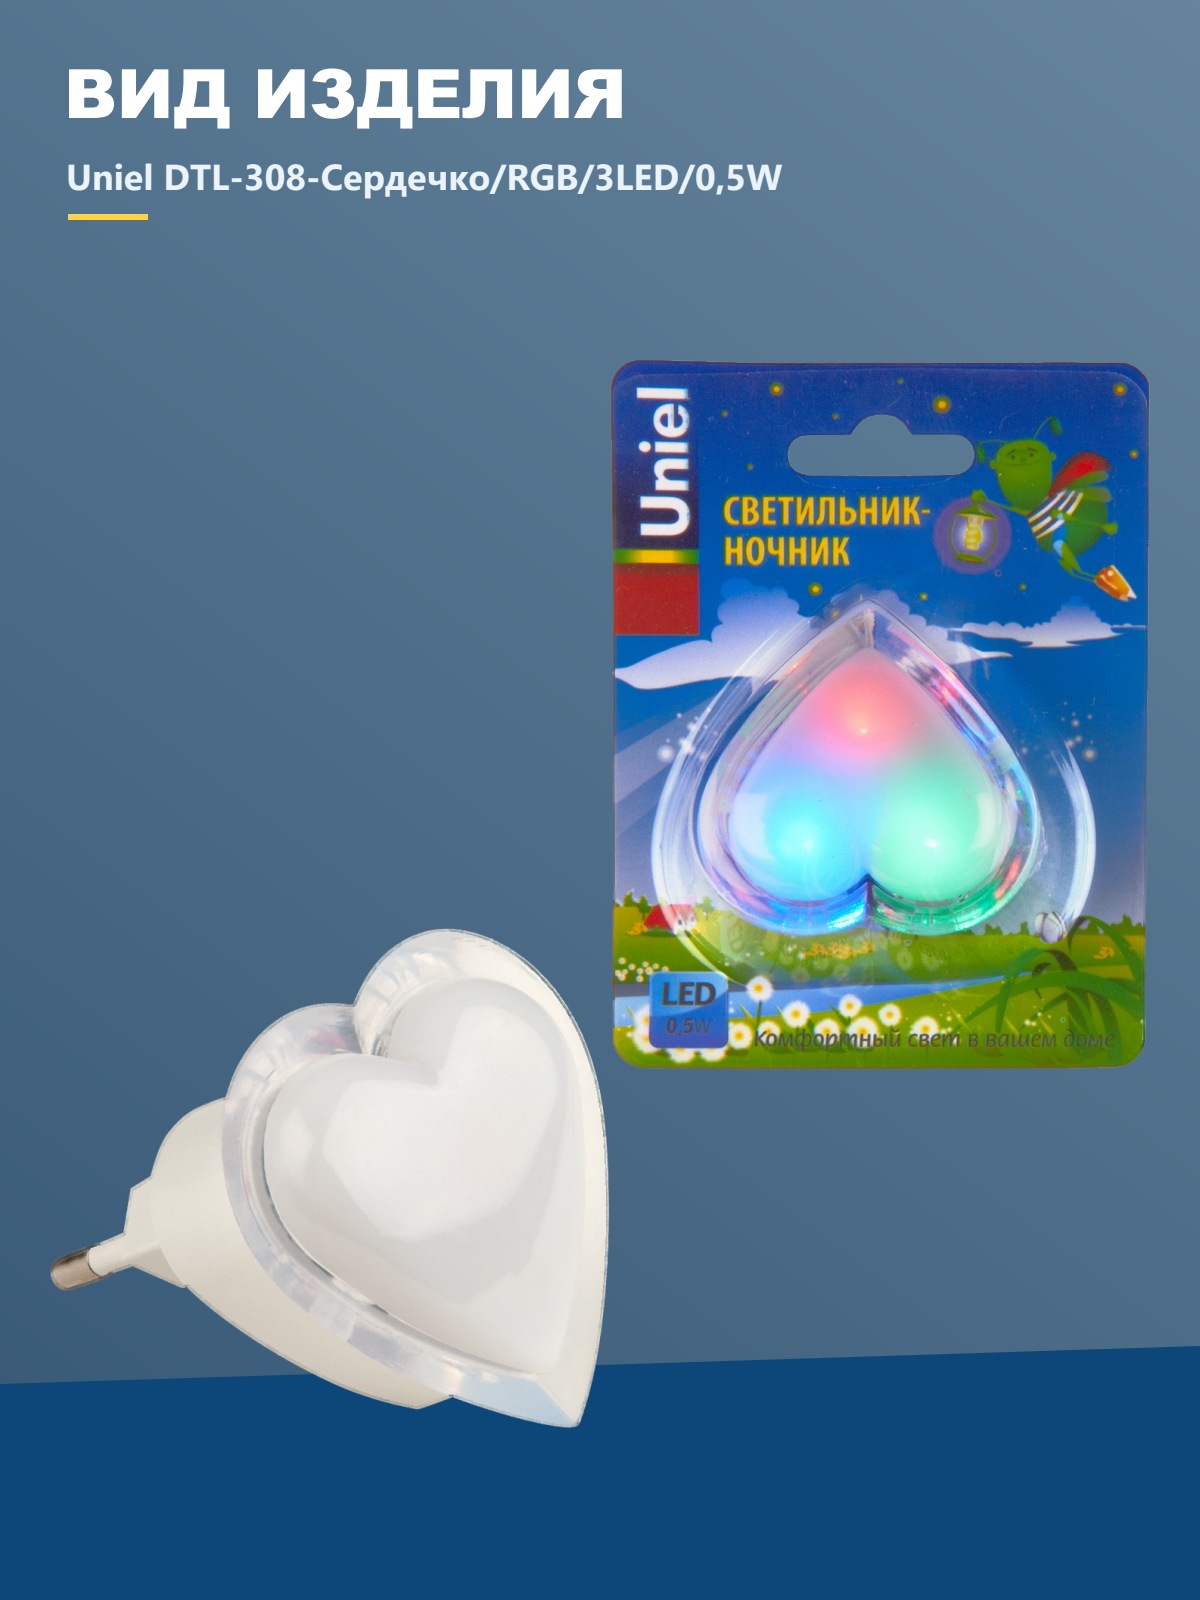 ВИД ИЗДЕЛИЯ
Uniel DTL-308-Сердечко/RGB/3LED/0,5W
Uniel
СВЕТИЛЬНИК-
НОЧНИК
LED
0,5W
Комфортный свет в вашем доме